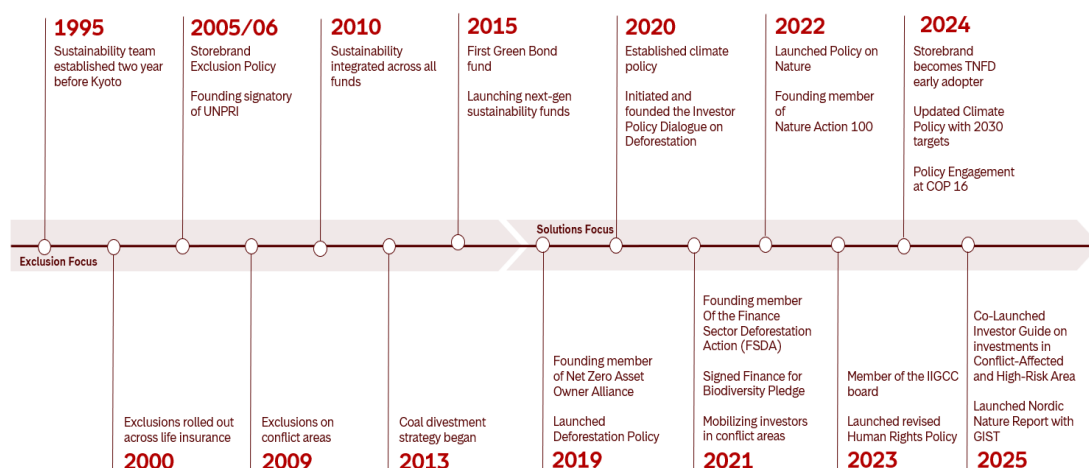 1995
Sustainability team
established two year
before Kyoto
2005/06
Storebrand
Exclusion Policy
Founding signatory
of UNPRI
2010
Sustainability
integrated across all
funds
2015
First Green Bond
fund
Launching next-gen
sustainability funds
2020
Established climate
policy
Initiated and
founded the Investor
Policy Dialogue on
Deforestation
2022
Launched Policy on
Nature
Founding member
of
Nature Action 100
2024
Storebrand
becomes TNFD
early adopter
Updated Climate
Policy with 2030
targets
Policy Engagement
at COP 16
Exclusion Focus
Solutions Focus
Exclusions rolled out
across life insurance
2000
Exclusions on
conflict areas
2009
Coal divestment
strategy began
2013
Founding member
of Net Zero Asset
Owner Alliance
Launched
Deforestation Policy
2019
Founding member
Of the Finance
Sector Deforestation
Action (FSDA)
Signed Finance for
Biodiversity Pledge
Mobilizing investors
in conflict areas
2021
Member of the IIGCC
board
Launched revised
Human Rights Policy
2023
Co-Launched
Investor Guide on
investments in
Conflict-Affected
and High-Risk Area
Launched Nordic
Nature Report with
GIST
2025